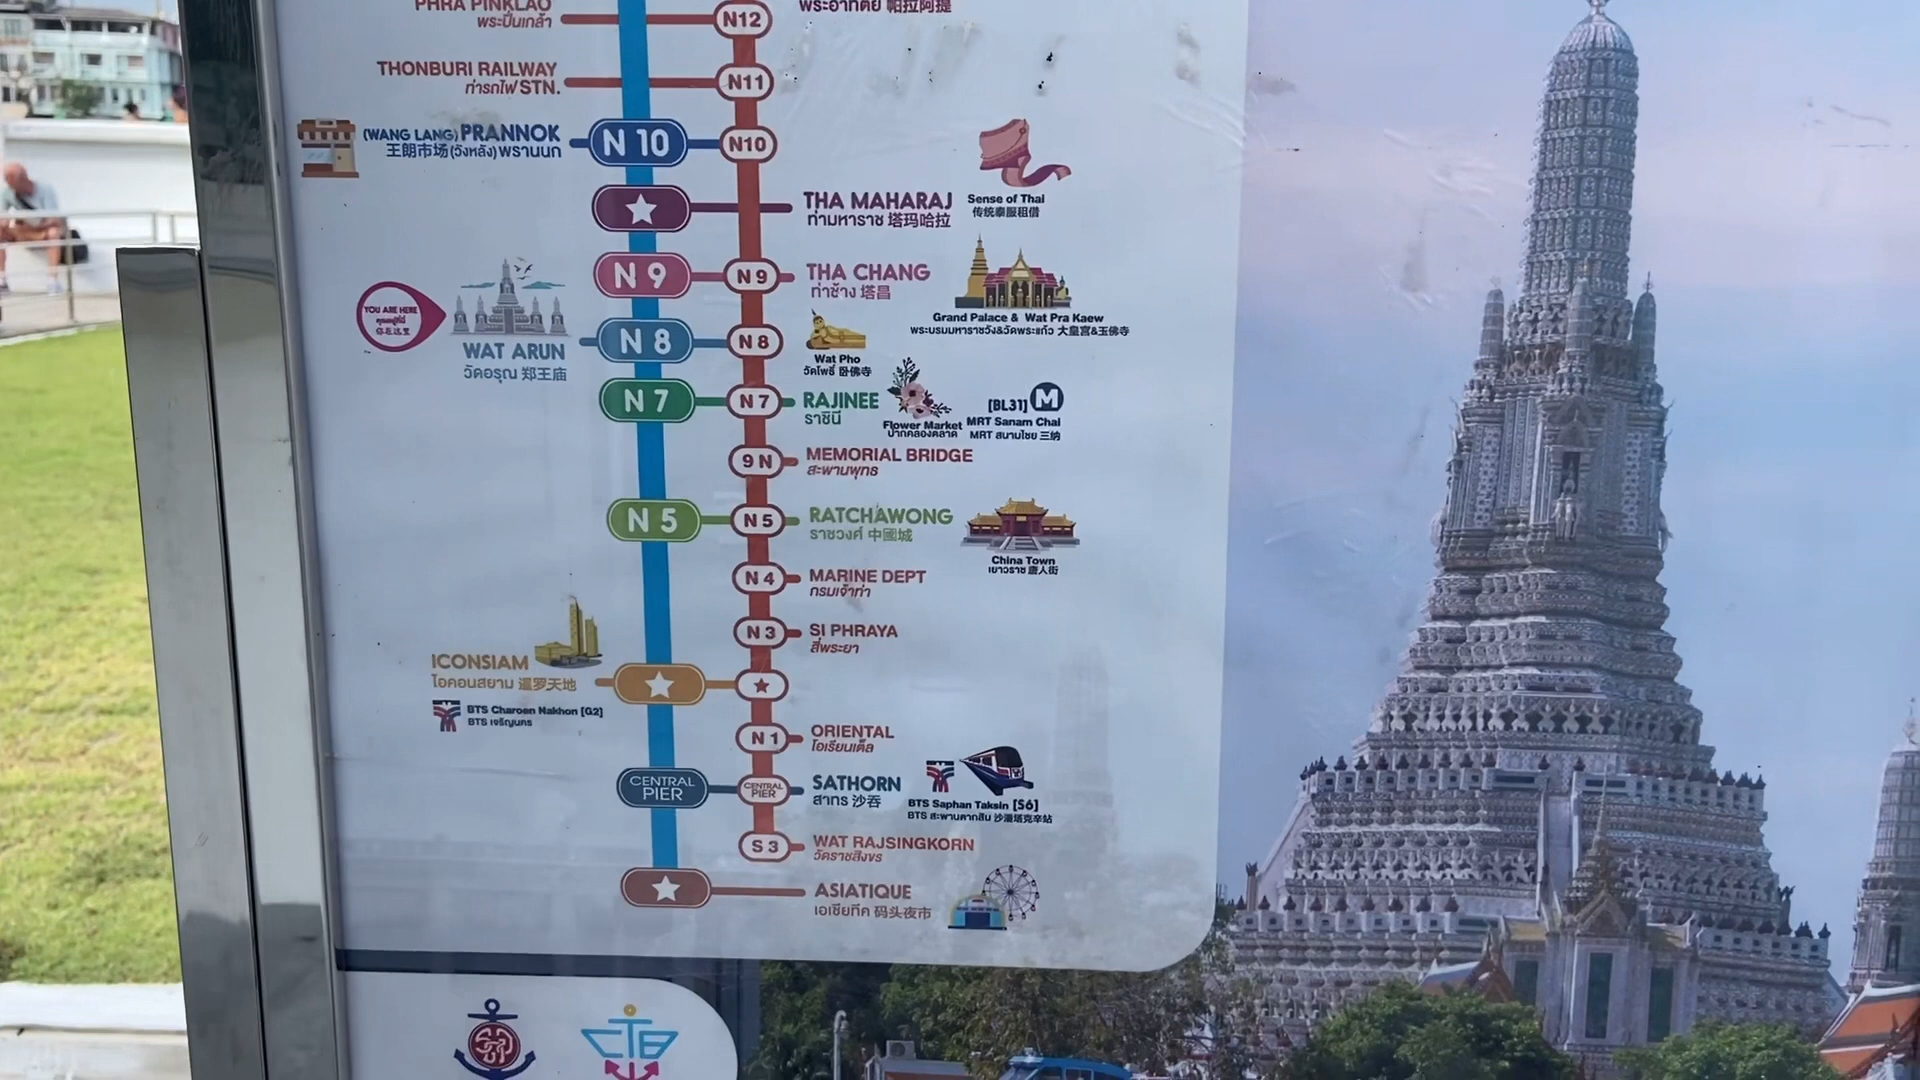 PHRA PINKLAO
พระปิ่นเกล้า
N12
พระอาทิตย์ 帕拉阿提
THONBURI RAILWAY
ท่ารถไฟ STN.
N11
(WANG LANG) PRANNOK
王朗市场 (วังหลัง) พรานนก
N 10
N10
THA MAHARAJ
ท่ามหาราช 塔玛哈拉
Sense of Thai
传统泰服租借
N 9
N 9
THA CHANG
ท่าช้าง 塔昌
Grand Palace & Wat Pra Kaew
พระบรมมหาราชวัง&วัดพระแก้ว 大皇宫&玉佛寺
YOU ARE HERE
คุณอยู่ที่นี่
你在这里
WAT ARUN
วัดอรุณ 郑王庙
N 8
N 8
Wat Pho
วัดโพธิ์ 卧佛寺
N 7
N 7
RAJINEE
ราชินี
Flower Market
ปากคลองตลาด
[BL31] M
MRT Sanam Chai
MRT สนามไชย 三纳
9 N
MEMORIAL BRIDGE
สะพานพุทธ
N 5
N 5
RATCHAWONG
ราชวงศ์ 中國城
China Town
เยาวราช 唐人街
N 4
MARINE DEPT
กรมเจ้าท่า
N 3
SI PHRAYA
สี่พระยา
ICONSIAM
ไอคอนสยาม 暹罗天地
BTS Charoen Nakhon [G2]
BTS เจริญนคร
N 1
ORIENTAL
โอเรียนเต็ล
CENTRAL
PIER
CENTRAL
PIER
SATHORN
สาทร 沙吞
BTS Saphan Taksin [S6]
BTS สะพานตากสิน 沙潘塔克辛站
S 3
WAT RAJSINGKORN
วัดราชสิงขร
ASIATIQUE
เอเชียทีค 码头夜市
CTB